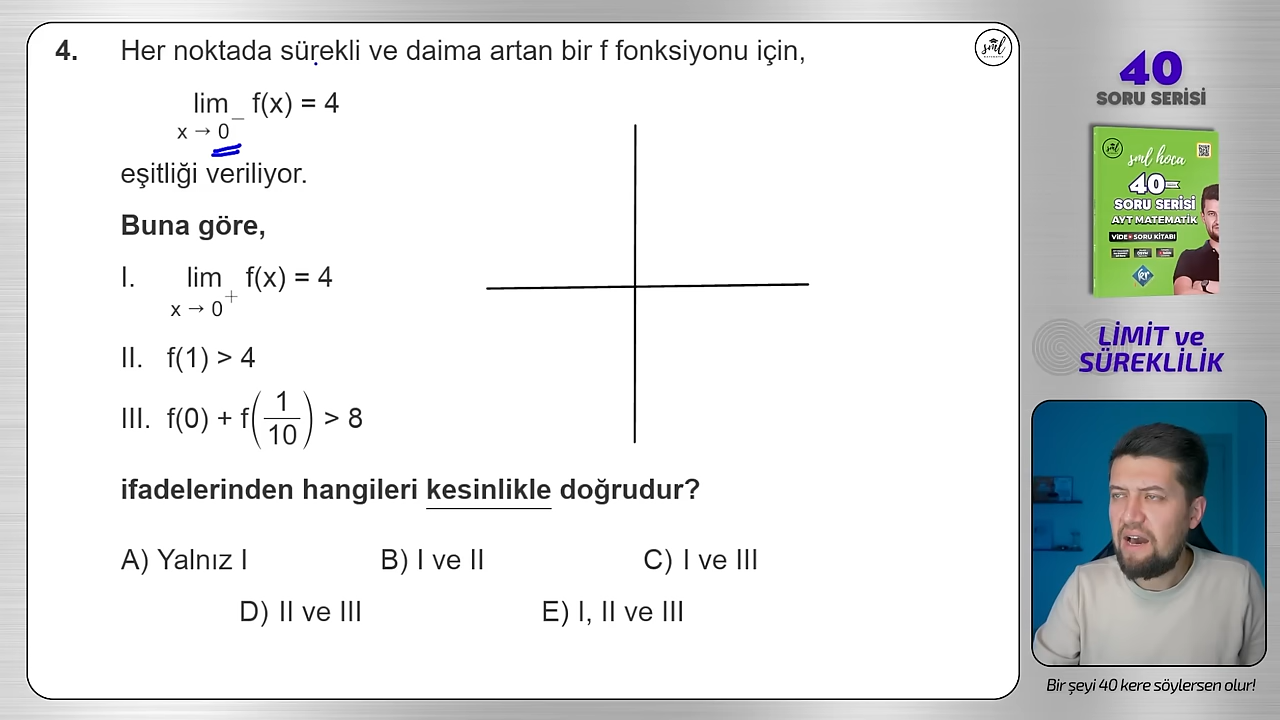 4. Her noktada sürekli ve daima artan bir f fonksiyonu için,
lim f(x) = 4
x → 0⁻
eşitliği veriliyor.
Buna göre,
I. lim f(x) = 4
x → 0⁺
II. f(1) > 4
III. f(0) + f(1/10) > 8
ifadelerinden hangileri kesinlikle doğrudur?
A) Yalnız I B) I ve II C) I ve III
D) II ve III E) I, II ve III
sml
40
SORU SERİSİ
sml hoca
40
SORU SERİSİ
AYT MATEMATİK
VİDEO SORU KİTABI
kr
LİMİT ve
SÜREKLİLİK
Bir şeyi 40 kere söylersen olur!